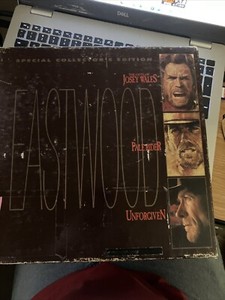 SPECIAL COLLECTOR'S EDITION
JOSEY WALES
EASTWOOD
PALE RIDER
UNFORGIVEN